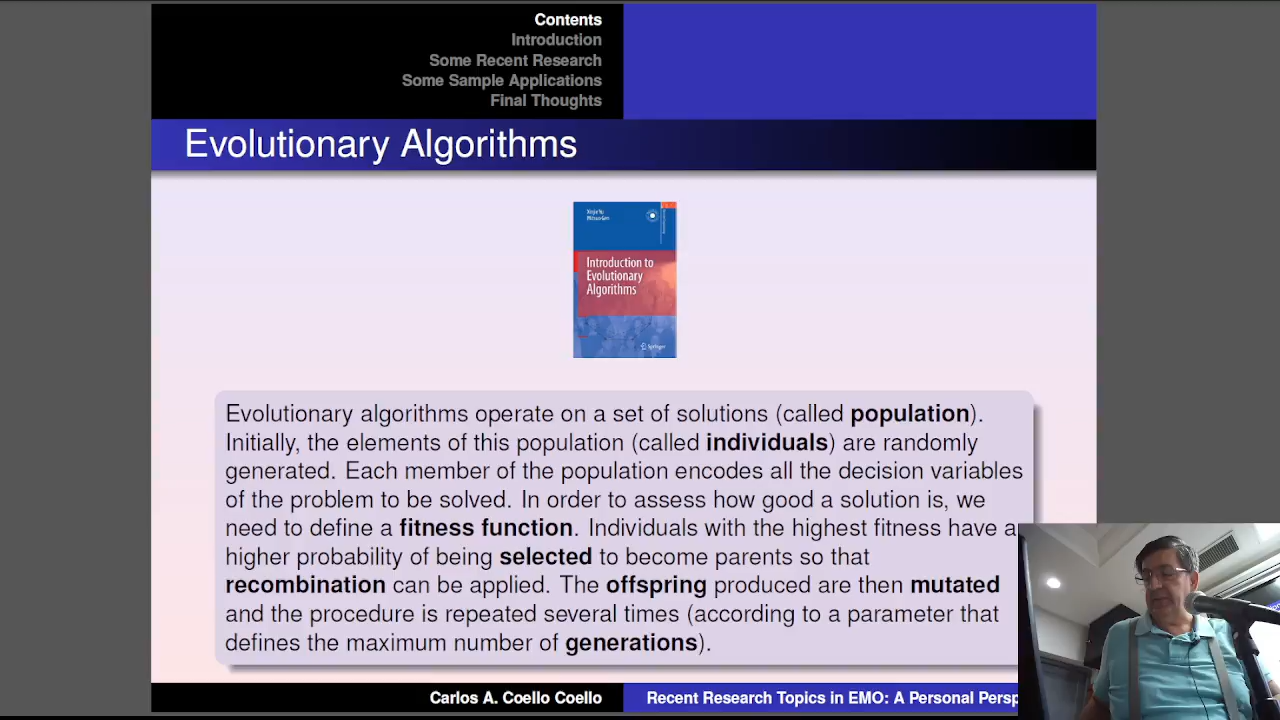 Contents
Introduction
Some Recent Research
Some Sample Applications
Final Thoughts
Evolutionary Algorithms
Xinjie Yu
Mitsuo Gen
Introduction to
Evolutionary
Algorithms
Springer
Evolutionary algorithms operate on a set of solutions (called population).
Initially, the elements of this population (called individuals) are randomly
generated. Each member of the population encodes all the decision variables
of the problem to be solved. In order to assess how good a solution is, we
need to define a fitness function. Individuals with the highest fitness have a
higher probability of being selected to become parents so that
recombination can be applied. The offspring produced are then mutated
and the procedure is repeated several times (according to a parameter that
defines the maximum number of generations).
Carlos A. Coello Coello
Recent Research Topics in EMO: A Personal Persp